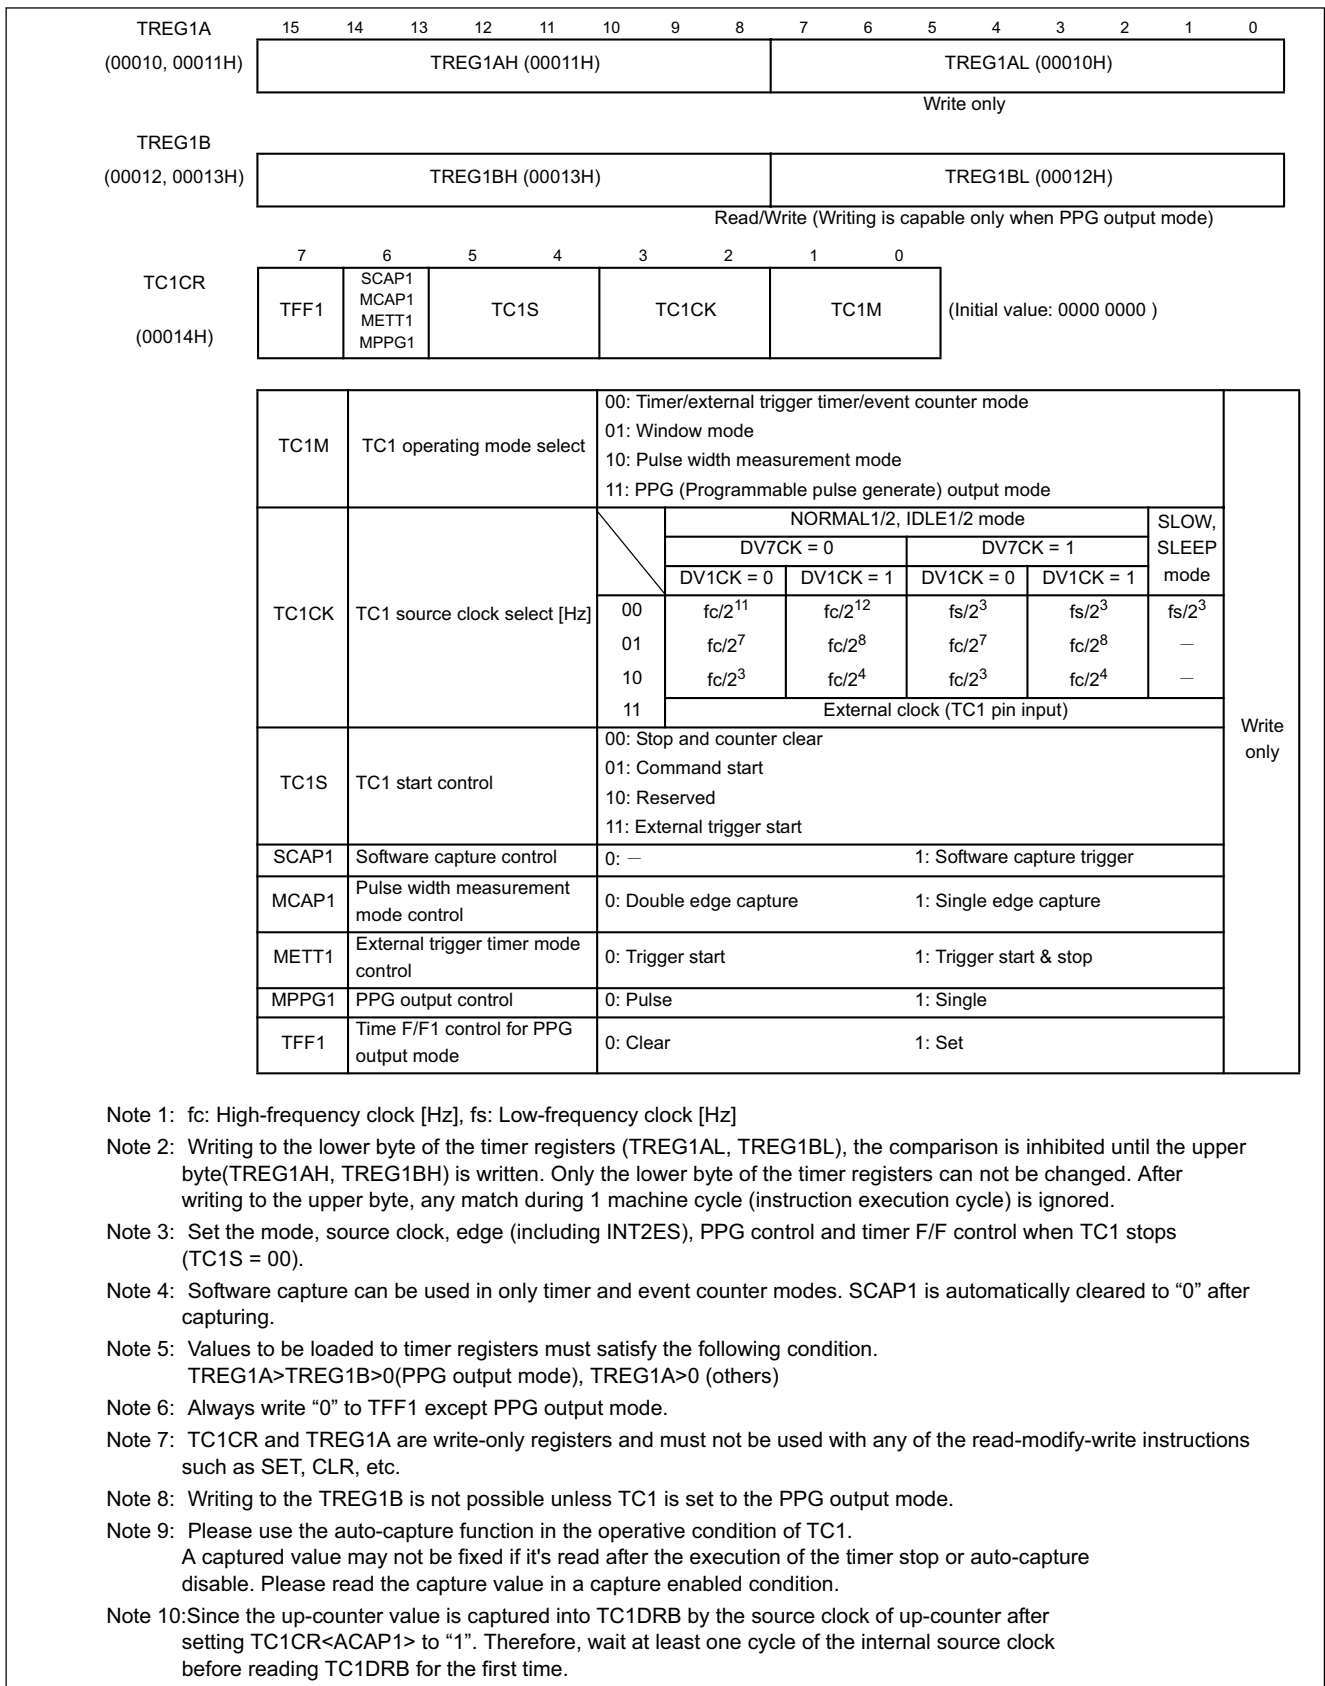 TREG1A 15 14 13 12 11 10 9 8 7 6 5 4 3 2 1 0
(00010, 00011H) TREG1AH (00011H) TREG1AL (00010H)
Write only
TREG1B
(00012, 00013H) TREG1BH (00013H) TREG1BL (00012H)
Read/Write (Writing is capable only when PPG output mode)
7 6 5 4 3 2 1 0
TC1CR
(00014H)
TFF1
SCAP1
MCAP1
METT1
MPPG1
TC1S TC1CK TC1M (Initial value: 0000 0000 )
TC1M TC1 operating mode select
00: Timer/external trigger timer/event counter mode
01: Window mode
10: Pulse width measurement mode
11: PPG (Programmable pulse generate) output mode
TC1CK TC1 source clock select [Hz]
NORMAL1/2, IDLE1/2 mode
SLOW,
SLEEP
mode
DV7CK = 0 DV7CK = 1
DV1CK = 0 DV1CK = 1 DV1CK = 0 DV1CK = 1
00 fc/2^11 fc/2^12 fs/2^3 fs/2^3 fs/2^3
01 fc/2^7 fc/2^8 fc/2^7 fc/2^8 –
10 fc/2^3 fc/2^4 fc/2^3 fc/2^4 –
11 External clock (TC1 pin input)
Write
only
TC1S TC1 start control
00: Stop and counter clear
01: Command start
10: Reserved
11: External trigger start
SCAP1 Software capture control 0: – 1: Software capture trigger
MCAP1 Pulse width measurement
mode control
0: Double edge capture 1: Single edge capture
METT1 External trigger timer mode
control
0: Trigger start 1: Trigger start & stop
MPPG1 PPG output control 0: Pulse 1: Single
TFF1 Time F/F1 control for PPG
output mode
0: Clear 1: Set
Note 1: fc: High-frequency clock [Hz], fs: Low-frequency clock [Hz]
Note 2: Writing to the lower byte of the timer registers (TREG1AL, TREG1BL), the comparison is inhibited until the upper
byte(TREG1AH, TREG1BH) is written. Only the lower byte of the timer registers can not be changed. After
writing to the upper byte, any match during 1 machine cycle (instruction execution cycle) is ignored.
Note 3: Set the mode, source clock, edge (including INT2ES), PPG control and timer F/F control when TC1 stops
(TC1S = 00).
Note 4: Software capture can be used in only timer and event counter modes. SCAP1 is automatically cleared to “0” after
capturing.
Note 5: Values to be loaded to timer registers must satisfy the following condition.
TREG1A>TREG1B>0(PPG output mode), TREG1A>0 (others)
Note 6: Always write “0” to TFF1 except PPG output mode.
Note 7: TC1CR and TREG1A are write-only registers and must not be used with any of the read-modify-write instructions
such as SET, CLR, etc.
Note 8: Writing to the TREG1B is not possible unless TC1 is set to the PPG output mode.
Note 9: Please use the auto-capture function in the operative condition of TC1.
A captured value may not be fixed if it's read after the execution of the timer stop or auto-capture
disable. Please read the capture value in a capture enabled condition.
Note 10:Since the up-counter value is captured into TC1DRB by the source clock of up-counter after
setting TC1CR<ACAP1> to “1”. Therefore, wait at least one cycle of the internal source clock
before reading TC1DRB for the first time.